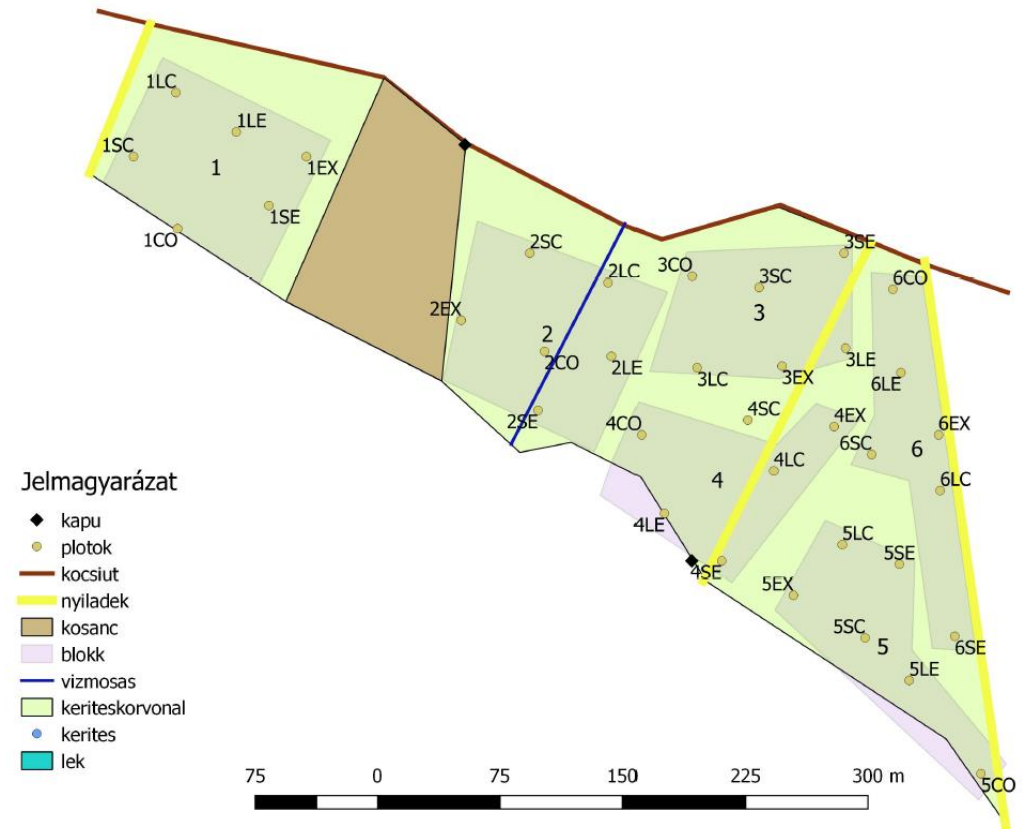 1LC
1LE
1SC
1EX
1
1SE
1CO
2SC
2LC
2EX
2
2CO
2LE
2SE
3SE
3CO
3SC
3
3LE
3LC
3EX
6CO
6LE
4SC
4EX
4CO
6SC
6EX
6
4LC
4
6LC
4LE
4SE
5LC
5SE
5EX
5SC
5
6SE
5LE
5CO
Jelmagyarázat
kapu
plotok
kocsiut
nyiladek
kosanc
blokk
vizmosas
keriteskorvonal
kerites
lek
75 0 75 150 225 300 m